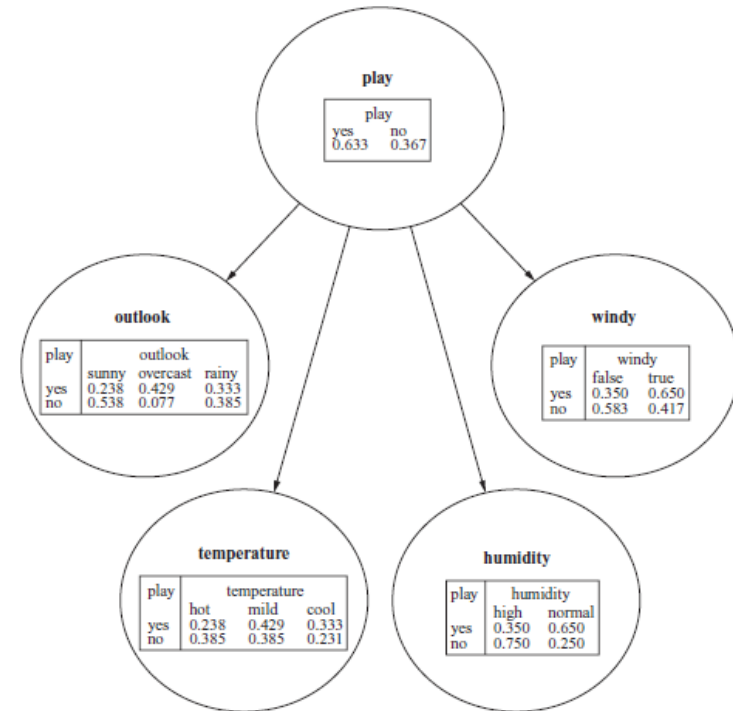 play
play
yes no
0.633 0.367
outlook
play outlook
sunny overcast rainy
yes 0.238 0.429 0.333
no 0.538 0.077 0.385
windy
play windy
false true
yes 0.350 0.650
no 0.583 0.417
temperature
play temperature
hot mild cool
yes 0.238 0.429 0.333
no 0.385 0.385 0.231
humidity
play humidity
high normal
yes 0.350 0.650
no 0.750 0.250